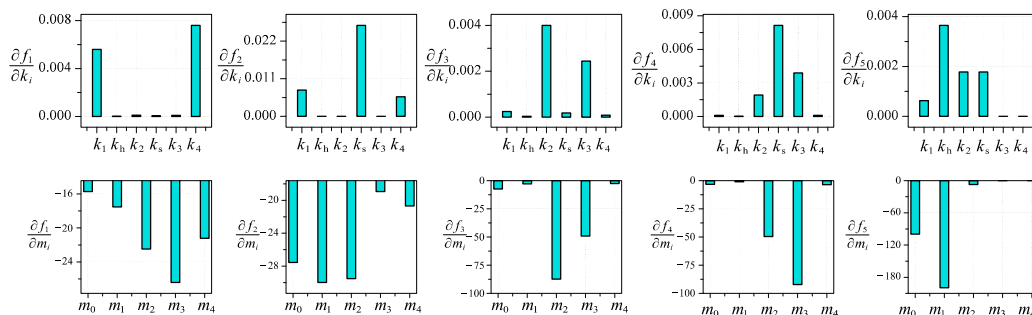 ∂f₁/∂kᵢ 0.008 0.004 0.000 k₁ kₕ k₂ kₛ k₃ k₄
∂f₂/∂kᵢ 0.022 0.011 0.000 k₁ kₕ k₂ kₛ k₃ k₄
∂f₃/∂kᵢ 0.004 0.002 0.000 k₁ kₕ k₂ kₛ k₃ k₄
∂f₄/∂kᵢ 0.009 0.006 0.003 0.000 k₁ kₕ k₂ kₛ k₃ k₄
∂f₅/∂kᵢ 0.004 0.002 0.000 k₁ kₕ k₂ kₛ k₃ k₄
∂f₁/∂mᵢ −16 −20 −24 m₀ m₁ m₂ m₃ m₄
∂f₂/∂mᵢ −20 −24 −28 m₀ m₁ m₂ m₃ m₄
∂f₃/∂mᵢ 0 −25 −50 −75 −100 m₀ m₁ m₂ m₃ m₄
∂f₄/∂mᵢ 0 −25 −50 −75 −100 m₀ m₁ m₂ m₃ m₄
∂f₅/∂mᵢ 0 −60 −120 −180 m₀ m₁ m₂ m₃ m₄